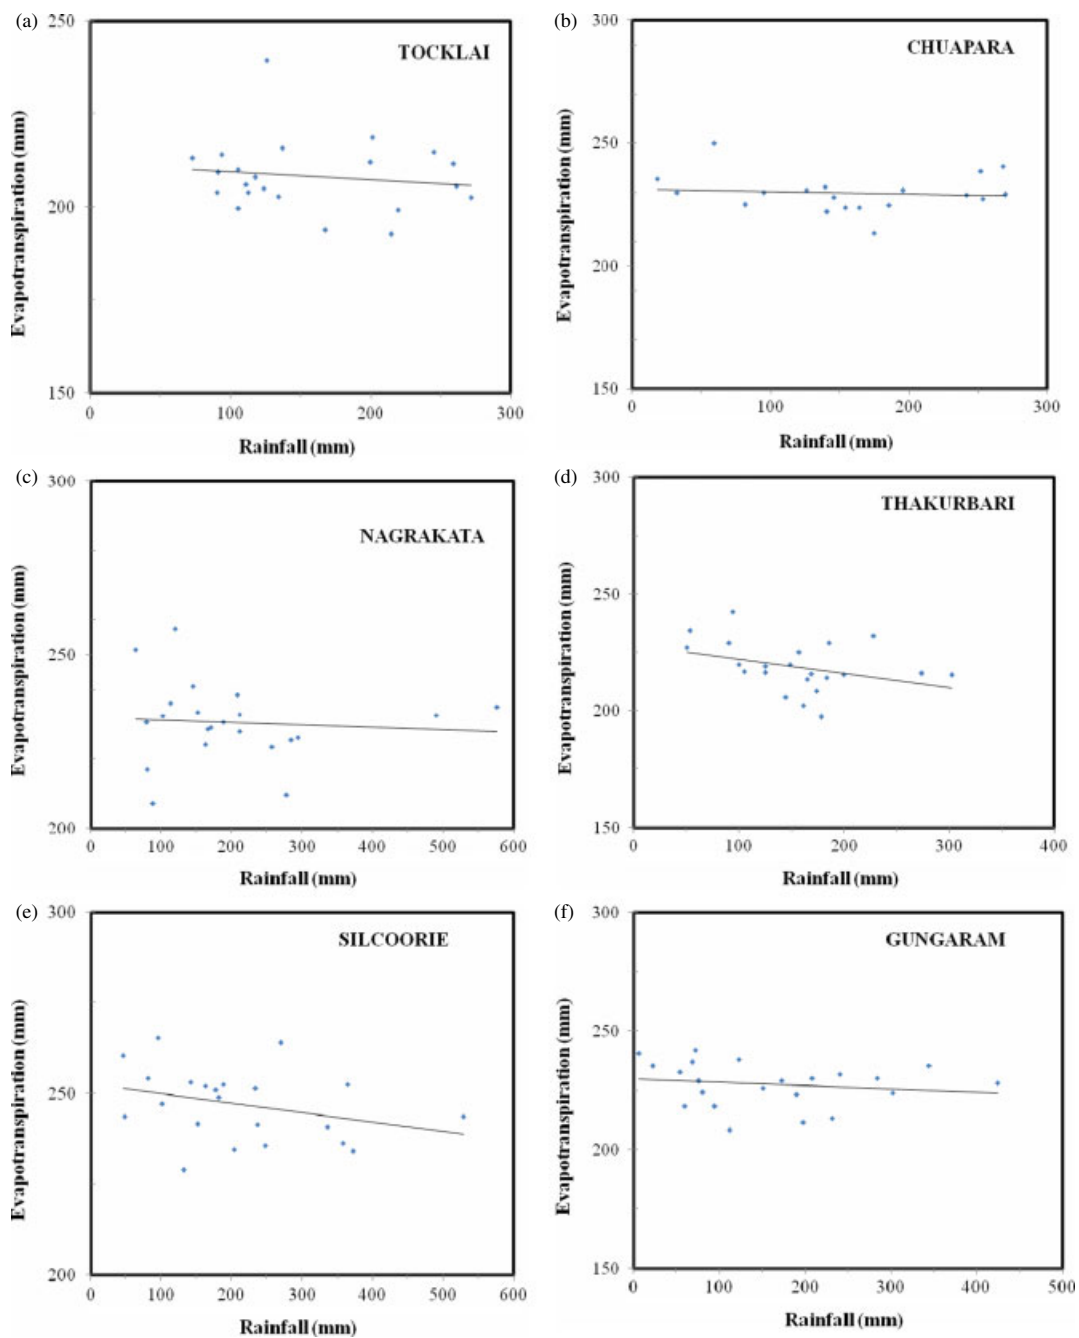 (a)
250
TOCKLAI
Evapotranspiration (mm)
200
150
0 100 200 300
Rainfall (mm)
(b)
300
CHUAPARA
Evapotranspiration (mm)
250
200
150
0 100 200 300
Rainfall (mm)
(c)
300
NAGRAKATA
Evapotranspiration (mm)
250
200
0 100 200 300 400 500 600
Rainfall (mm)
(d)
300
THAKURBARI
Evapotranspiration (mm)
250
200
150
0 100 200 300 400
Rainfall (mm)
(e)
300
SILCOORIE
Evapotranspiration (mm)
250
200
0 100 200 300 400 500 600
Rainfall (mm)
(f)
300
GUNGARAM
Evapotranspiration (mm)
250
200
150
0 100 200 300 400 500
Rainfall (mm)